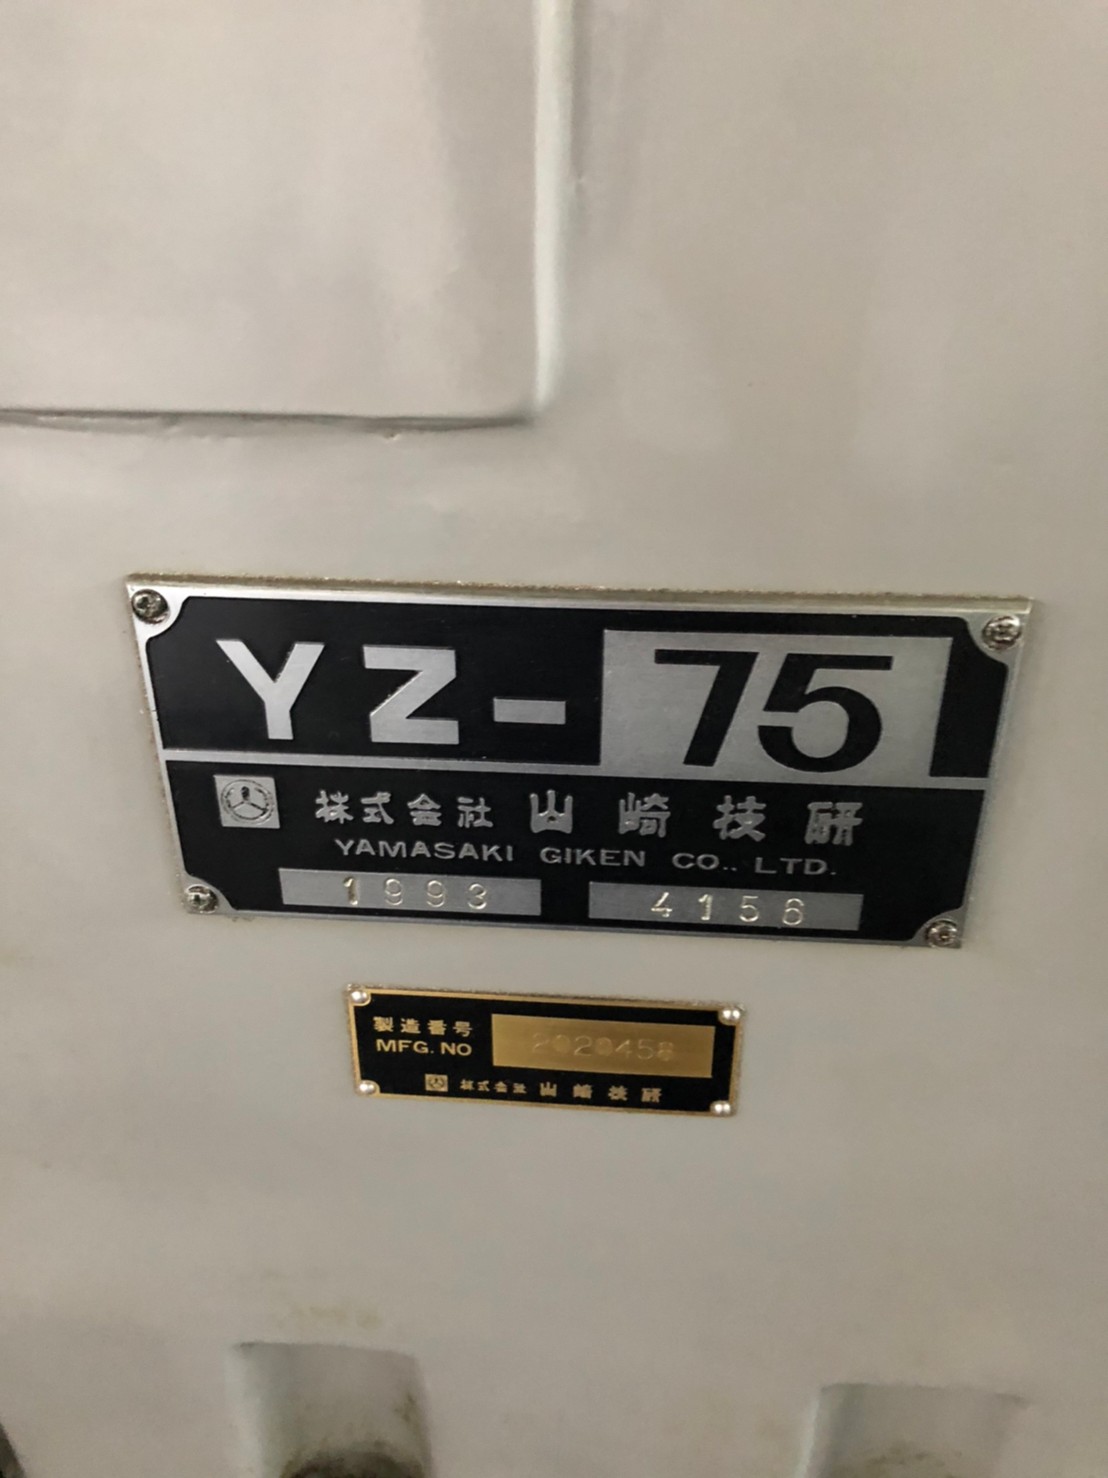 YZ-75
株式会社 山崎技研
YAMASAKI GIKEN CO., LTD.
1993 4156
製造番号
MFG. NO 2020458
株式会社 山崎技研